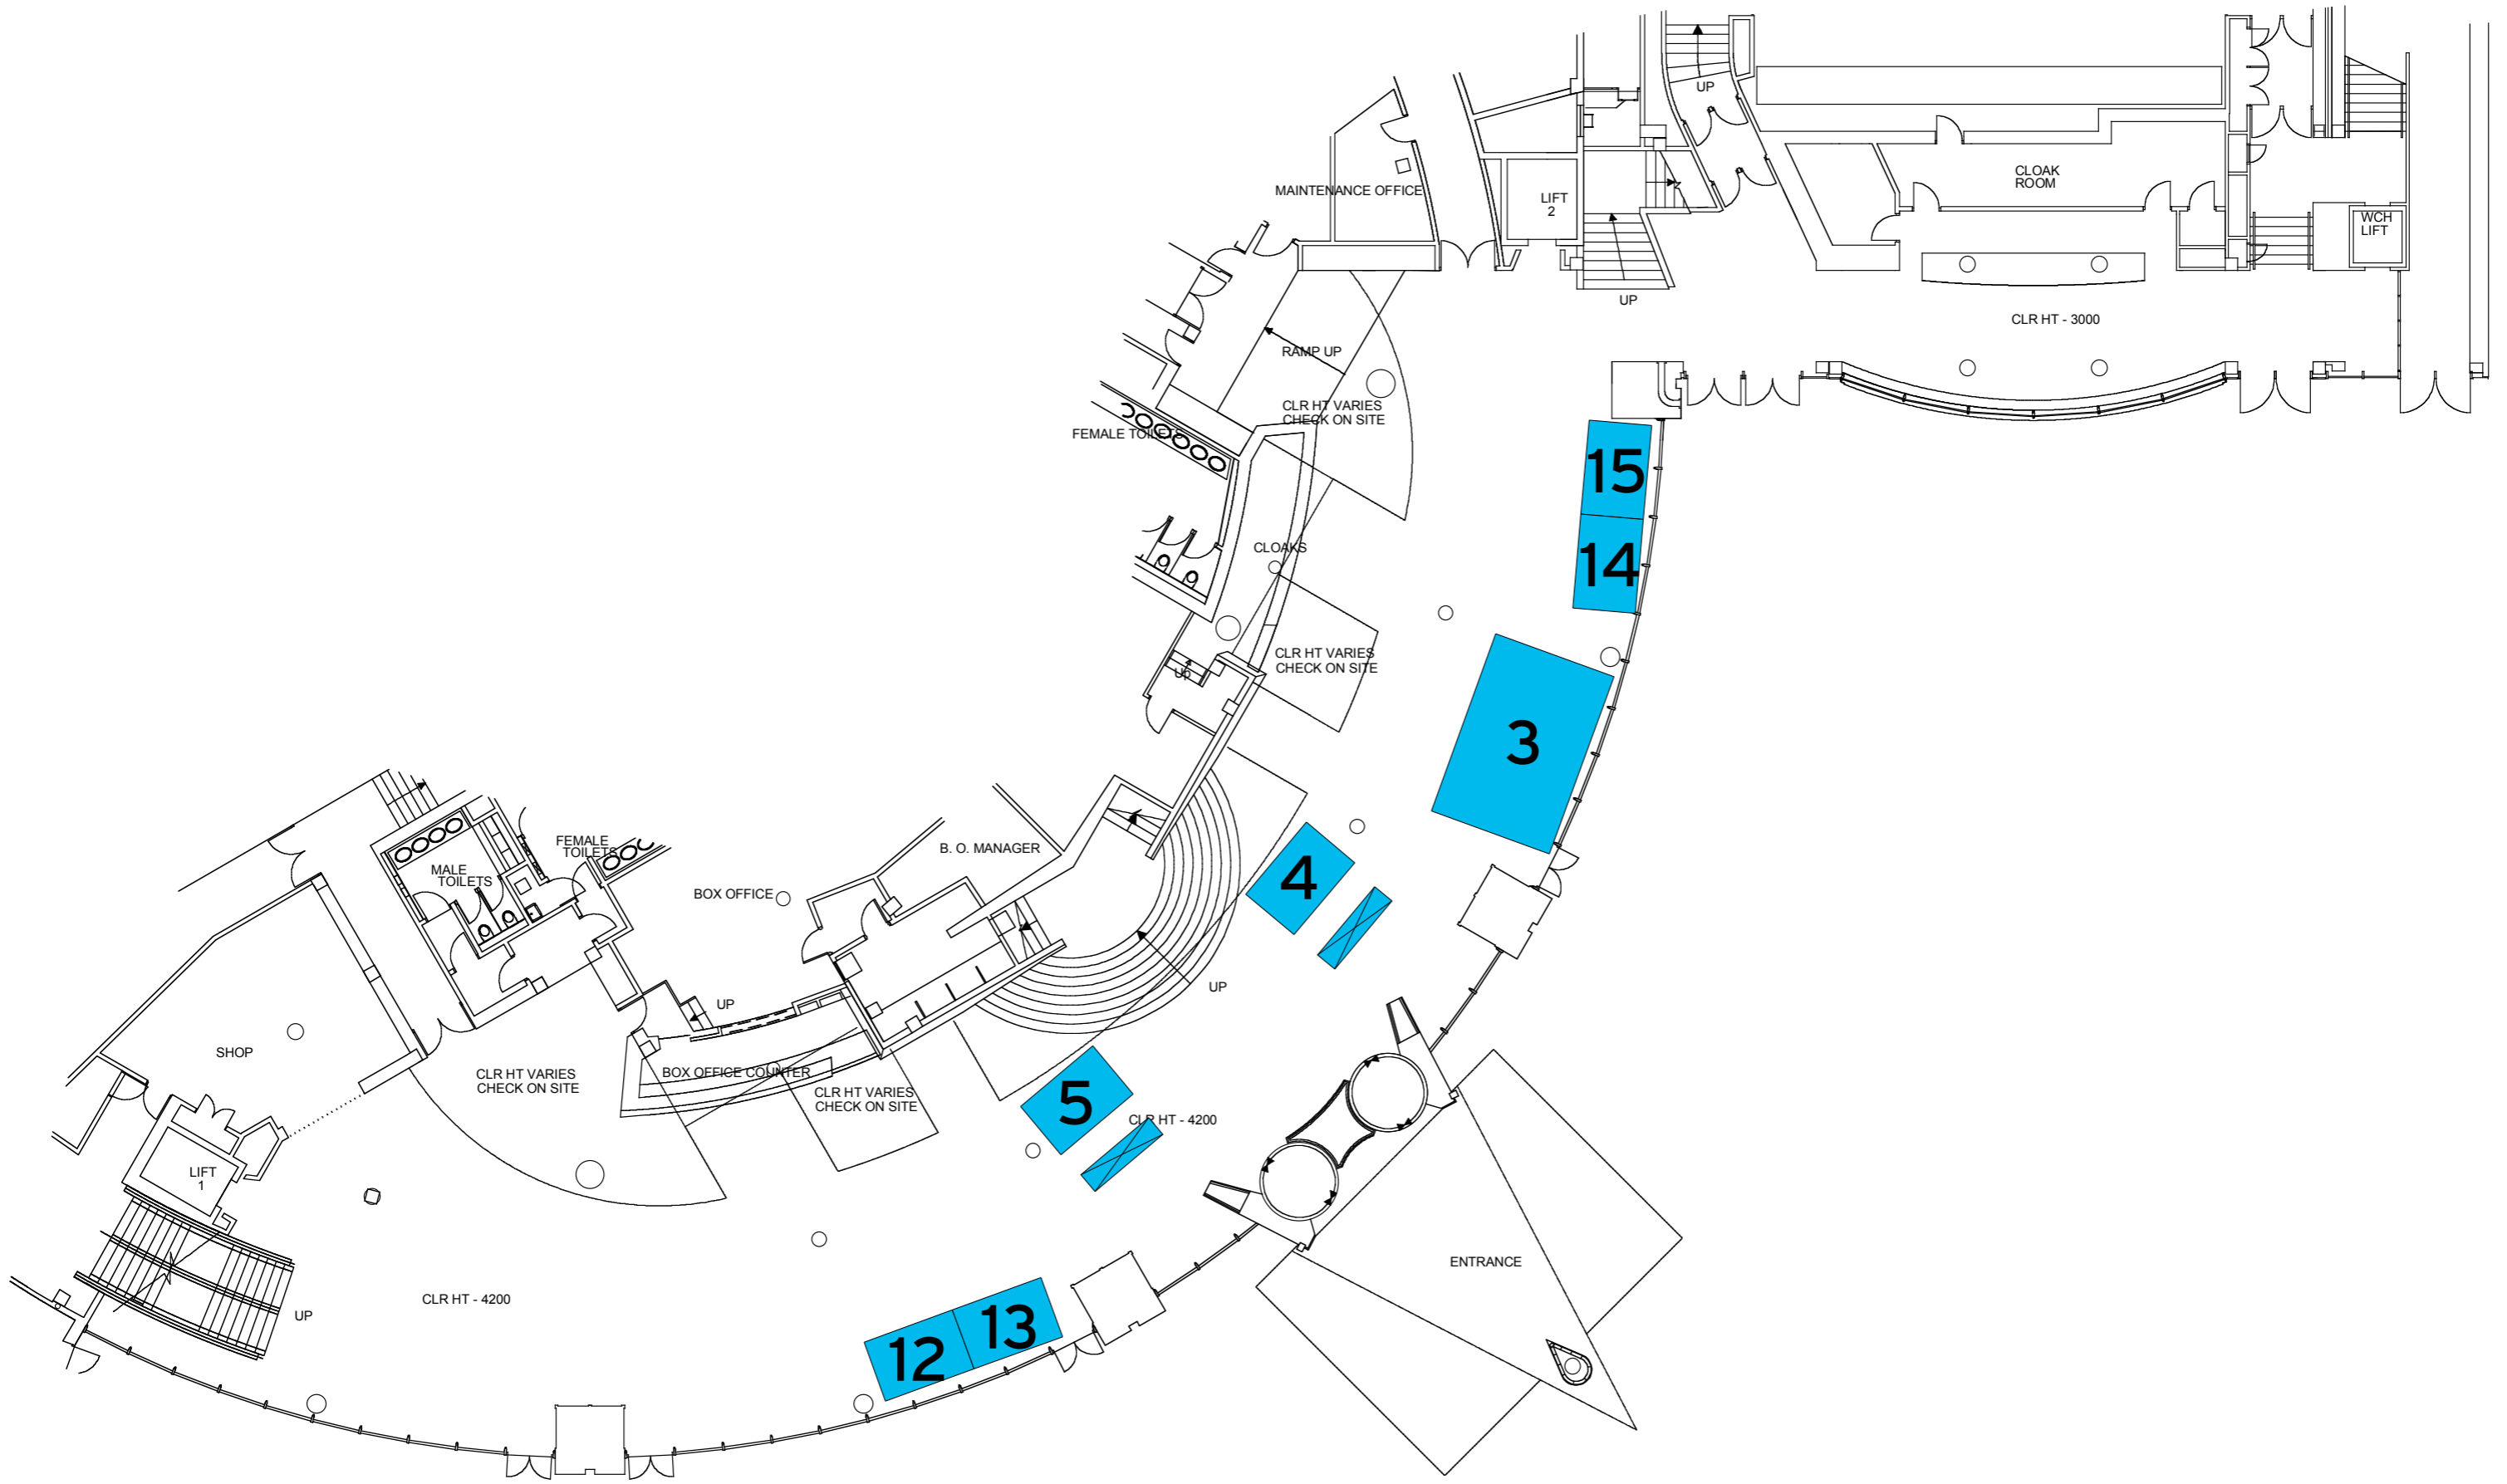 UP
CLOAK
ROOM
MAINTENANCE OFFICE
LIFT
2
WCH
LIFT
UP
CLR HT - 3000
RAMP UP
CLR HT VARIES
CHECK ON SITE
FEMALE TOILETS
15
CLOAKS
14
CLR HT VARIES
CHECK ON SITE
Up
3
FEMALE
TOILETS
B. O. MANAGER
MALE
TOILETS
4
BOX OFFICE
UP
UP
SHOP
CLR HT VARIES
CHECK ON SITE
BOX OFFICE COUNTER
CLR HT VARIES
CHECK ON SITE
5
CLR HT - 4200
LIFT
1
ENTRANCE
CLR HT - 4200
UP
13
12